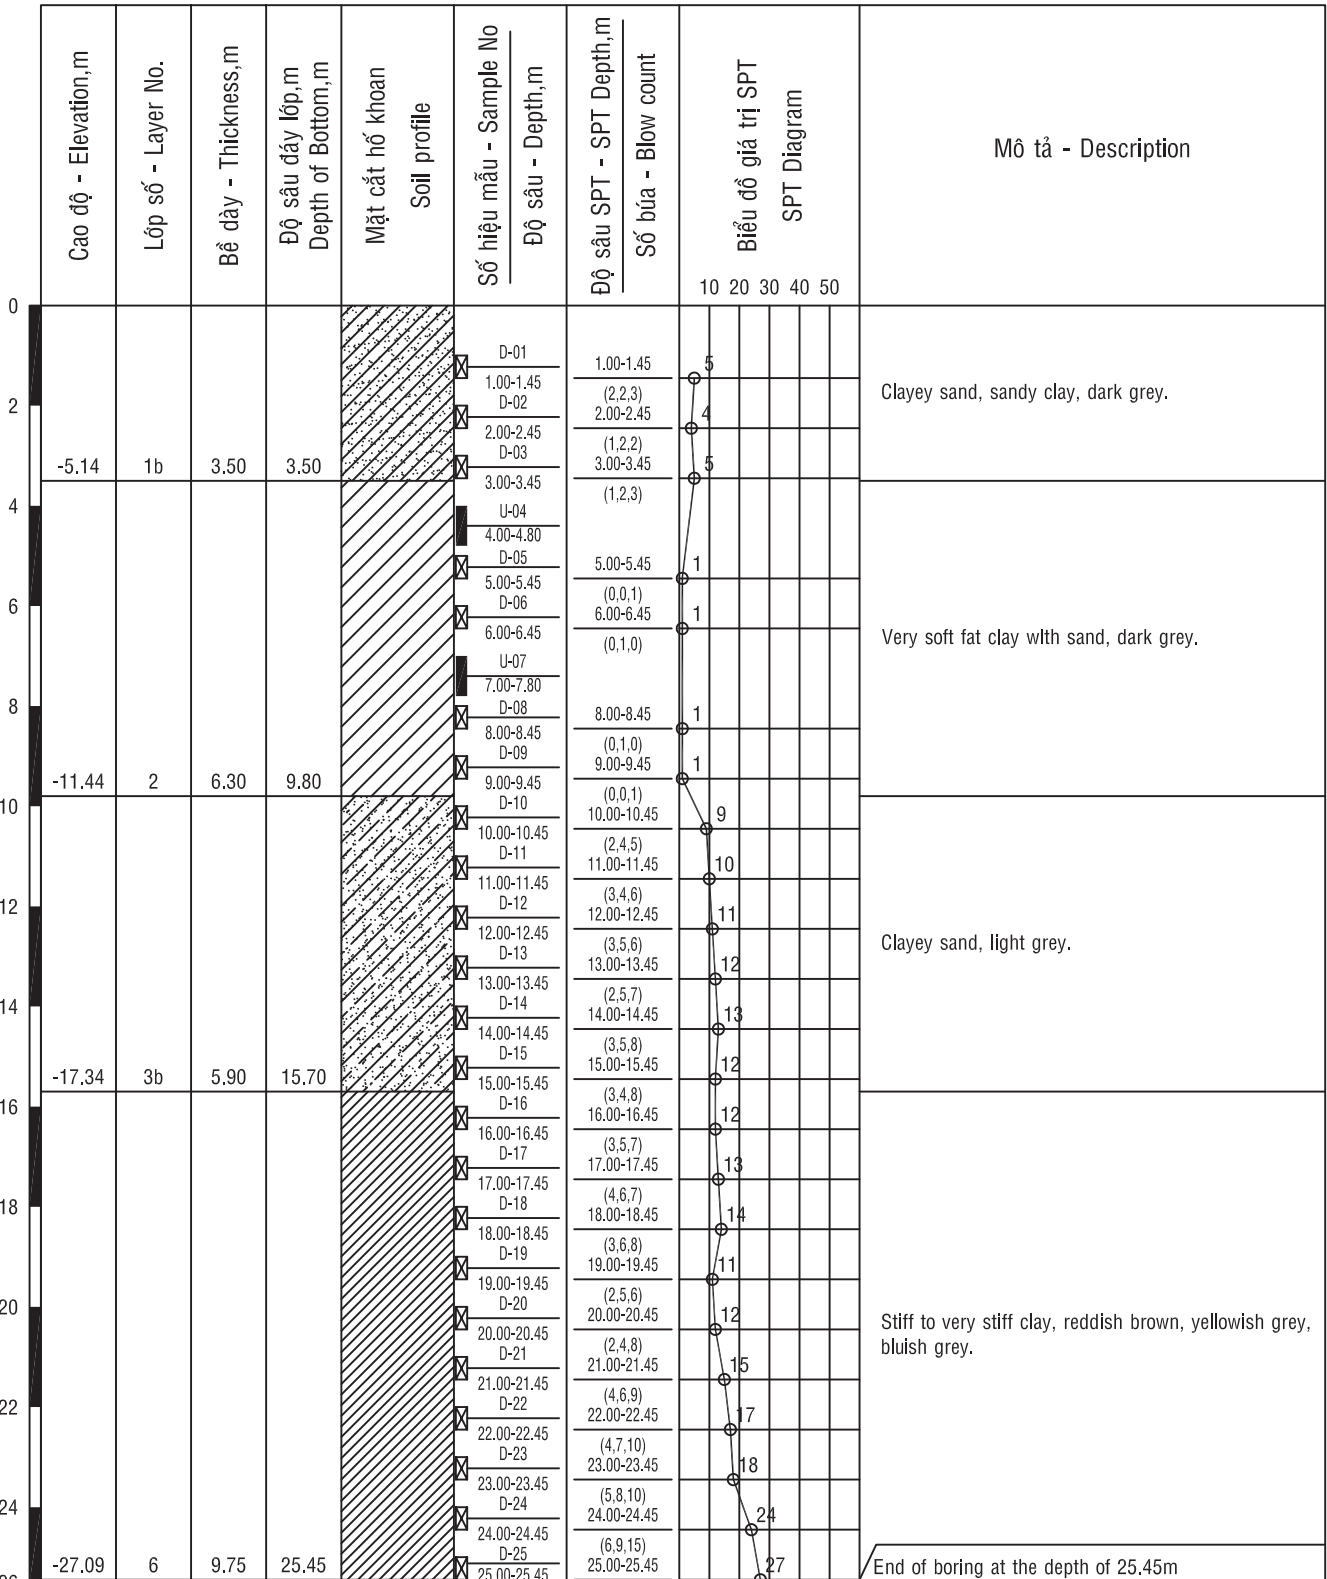 Cao độ - Elevation,m
Lớp số - Layer No.
Bề dày - Thickness,m
Độ sâu đáy lớp,m
Depth of Bottom,m
Mặt cắt hố khoan
Soil profile
Số hiệu mẫu - Sample No
Độ sâu - Depth,m
Độ sâu SPT - SPT Depth,m
Số búa - Blow count
Biểu đồ giá trị SPT
SPT Diagram
10 20 30 40 50
Mô tả - Description
0
D-01
1.00-1.45
1.00-1.45
(2,2,3)
5
Clayey sand, sandy clay, dark grey.
2
D-02
2.00-2.45
2.00-2.45
(1,2,2)
4
D-03
3.00-3.45
3.00-3.45
(1,2,3)
5
-5.14 1b 3.50 3.50
4
U-04
4.00-4.80
D-05
5.00-5.45
5.00-5.45
(0,0,1)
1
6
D-06
6.00-6.45
6.00-6.45
(0,1,0)
1
Very soft fat clay with sand, dark grey.
U-07
7.00-7.80
8
D-08
8.00-8.45
8.00-8.45
(0,1,0)
1
D-09
9.00-9.45
9.00-9.45
(0,0,1)
1
-11.44 2 6.30 9.80
10
D-10
10.00-10.45
10.00-10.45
(2,4,5)
9
D-11
11.00-11.45
11.00-11.45
(3,4,6)
10
12
D-12
12.00-12.45
12.00-12.45
(3,5,6)
11
Clayey sand, light grey.
D-13
13.00-13.45
13.00-13.45
(2,5,7)
12
14
D-14
14.00-14.45
14.00-14.45
(3,5,8)
13
D-15
15.00-15.45
15.00-15.45
(3,4,8)
12
-17.34 3b 5.90 15.70
16
D-16
16.00-16.45
16.00-16.45
(3,5,7)
12
D-17
17.00-17.45
17.00-17.45
(4,6,7)
13
18
D-18
18.00-18.45
18.00-18.45
(3,6,8)
14
D-19
19.00-19.45
19.00-19.45
(2,5,6)
11
20
D-20
20.00-20.45
20.00-20.45
(2,4,8)
12
Stiff to very stiff clay, reddish brown, yellowish grey,
bluish grey.
D-21
21.00-21.45
21.00-21.45
(4,6,9)
15
22
D-22
22.00-22.45
22.00-22.45
(4,7,10)
17
D-23
23.00-23.45
23.00-23.45
(5,8,10)
18
24
D-24
24.00-24.45
24.00-24.45
(6,9,15)
24
D-25
25.00-25.45
25.00-25.45
27
-27.09 6 9.75 25.45
End of boring at the depth of 25.45m